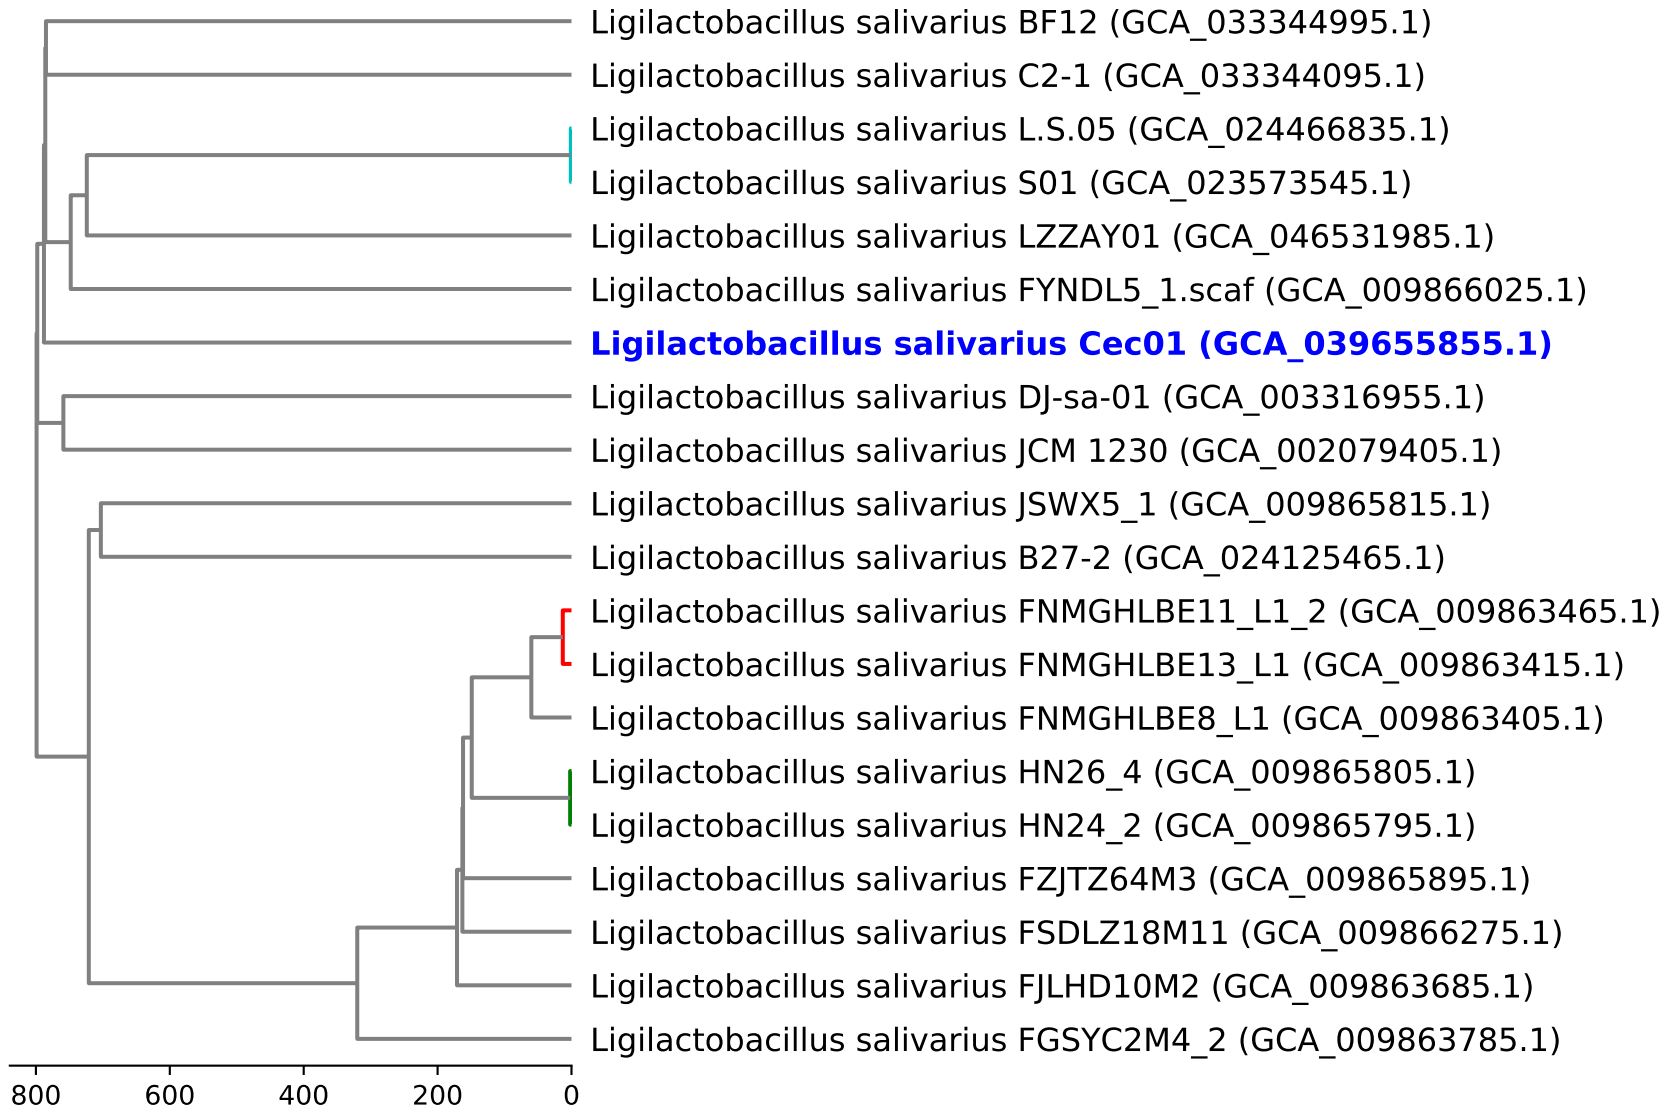 Ligilactobacillus salivarius BF12 (GCA_033344995.1)
Ligilactobacillus salivarius C2-1 (GCA_033344095.1)
Ligilactobacillus salivarius L.S.05 (GCA_024466835.1)
Ligilactobacillus salivarius S01 (GCA_023573545.1)
Ligilactobacillus salivarius LZZAY01 (GCA_046531985.1)
Ligilactobacillus salivarius FYNDL5_1.scaf (GCA_009866025.1)
Ligilactobacillus salivarius Cec01 (GCA_039655855.1)
Ligilactobacillus salivarius DJ-sa-01 (GCA_003316955.1)
Ligilactobacillus salivarius JCM 1230 (GCA_002079405.1)
Ligilactobacillus salivarius JSWX5_1 (GCA_009865815.1)
Ligilactobacillus salivarius B27-2 (GCA_024125465.1)
Ligilactobacillus salivarius FNMGHLBE11_L1_2 (GCA_009863465.1)
Ligilactobacillus salivarius FNMGHLBE13_L1 (GCA_009863415.1)
Ligilactobacillus salivarius FNMGHLBE8_L1 (GCA_009863405.1)
Ligilactobacillus salivarius HN26_4 (GCA_009865805.1)
Ligilactobacillus salivarius HN24_2 (GCA_009865795.1)
Ligilactobacillus salivarius FZJTZ64M3 (GCA_009865895.1)
Ligilactobacillus salivarius FSDLZ18M11 (GCA_009866275.1)
Ligilactobacillus salivarius FJLHD10M2 (GCA_009863685.1)
Ligilactobacillus salivarius FGSYC2M4_2 (GCA_009863785.1)
800 600 400 200 0